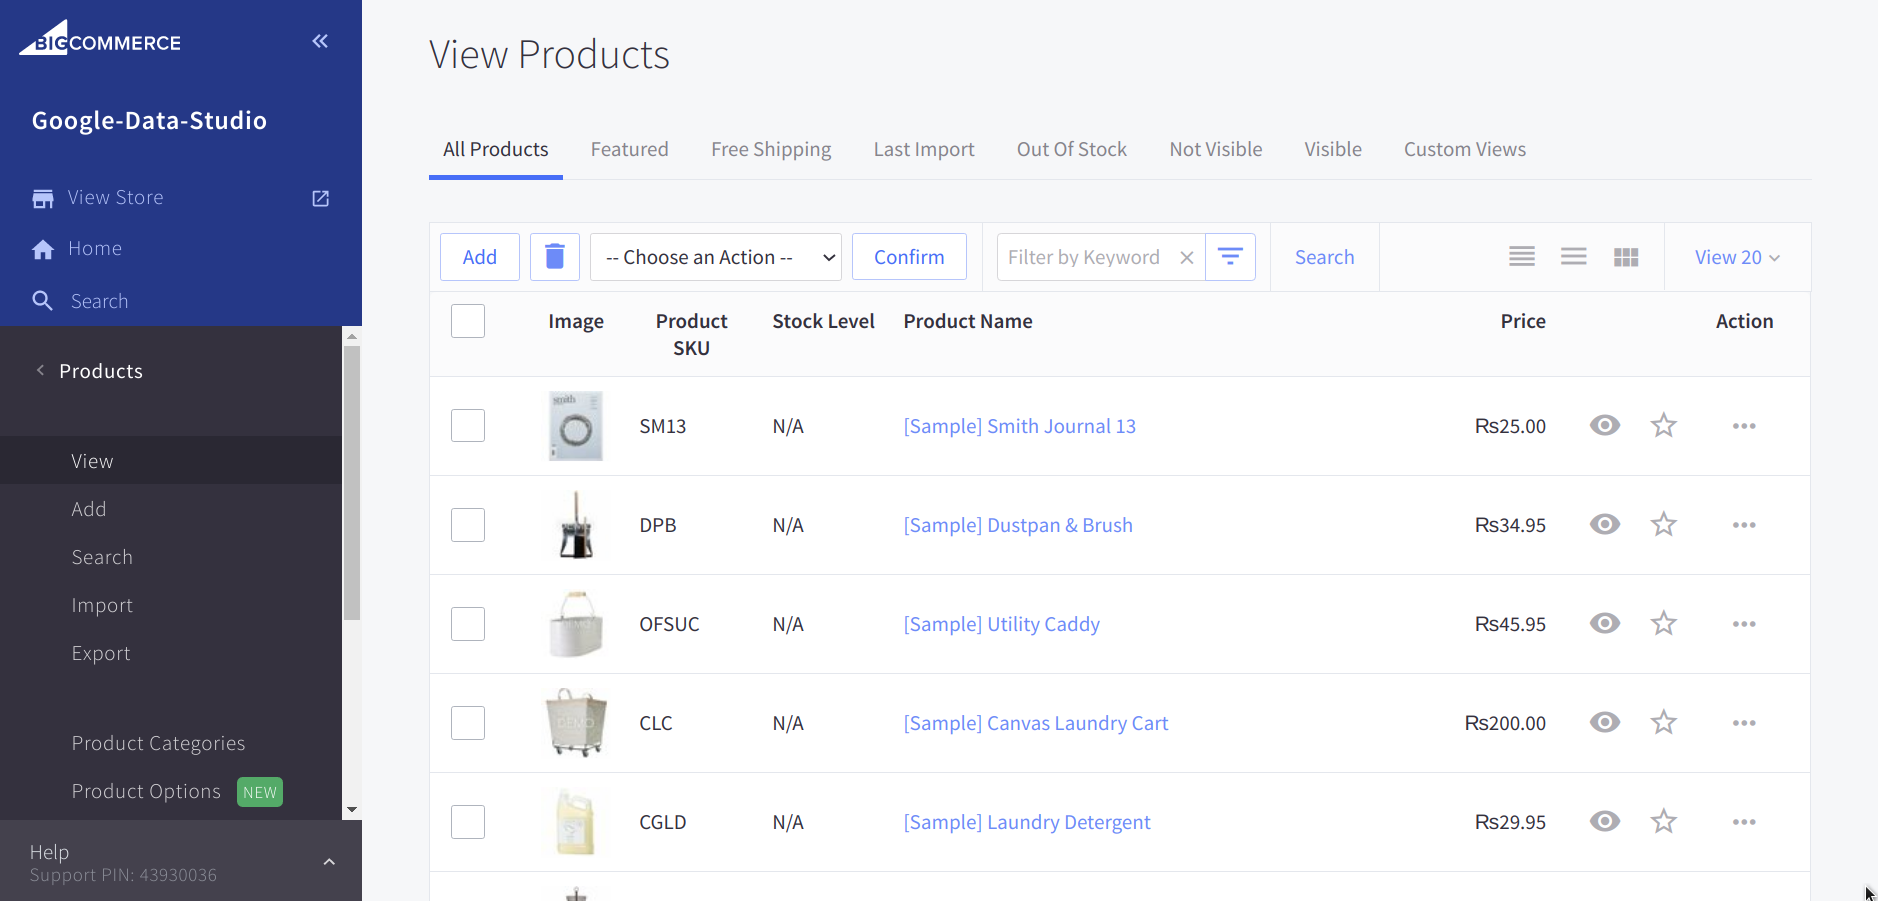 BIGCOMMERCE
Google-Data-Studio
View Store
Home
Search
Products
View
Add
Search
Import
Export
Product Categories
Product Options NEW
Help
Support PIN: 43930036
View Products
All Products Featured Free Shipping Last Import Out Of Stock Not Visible Visible Custom Views
Add -- Choose an Action -- Confirm Filter by Keyword Search View 20
Image Product SKU Stock Level Product Name Price Action
smith SM13 N/A [Sample] Smith Journal 13 ₨25.00
DPB N/A [Sample] Dustpan & Brush ₨34.95
DEMO OFSUC N/A [Sample] Utility Caddy ₨45.95
DEMO CLC N/A [Sample] Canvas Laundry Cart ₨200.00
CGLD N/A [Sample] Laundry Detergent ₨29.95